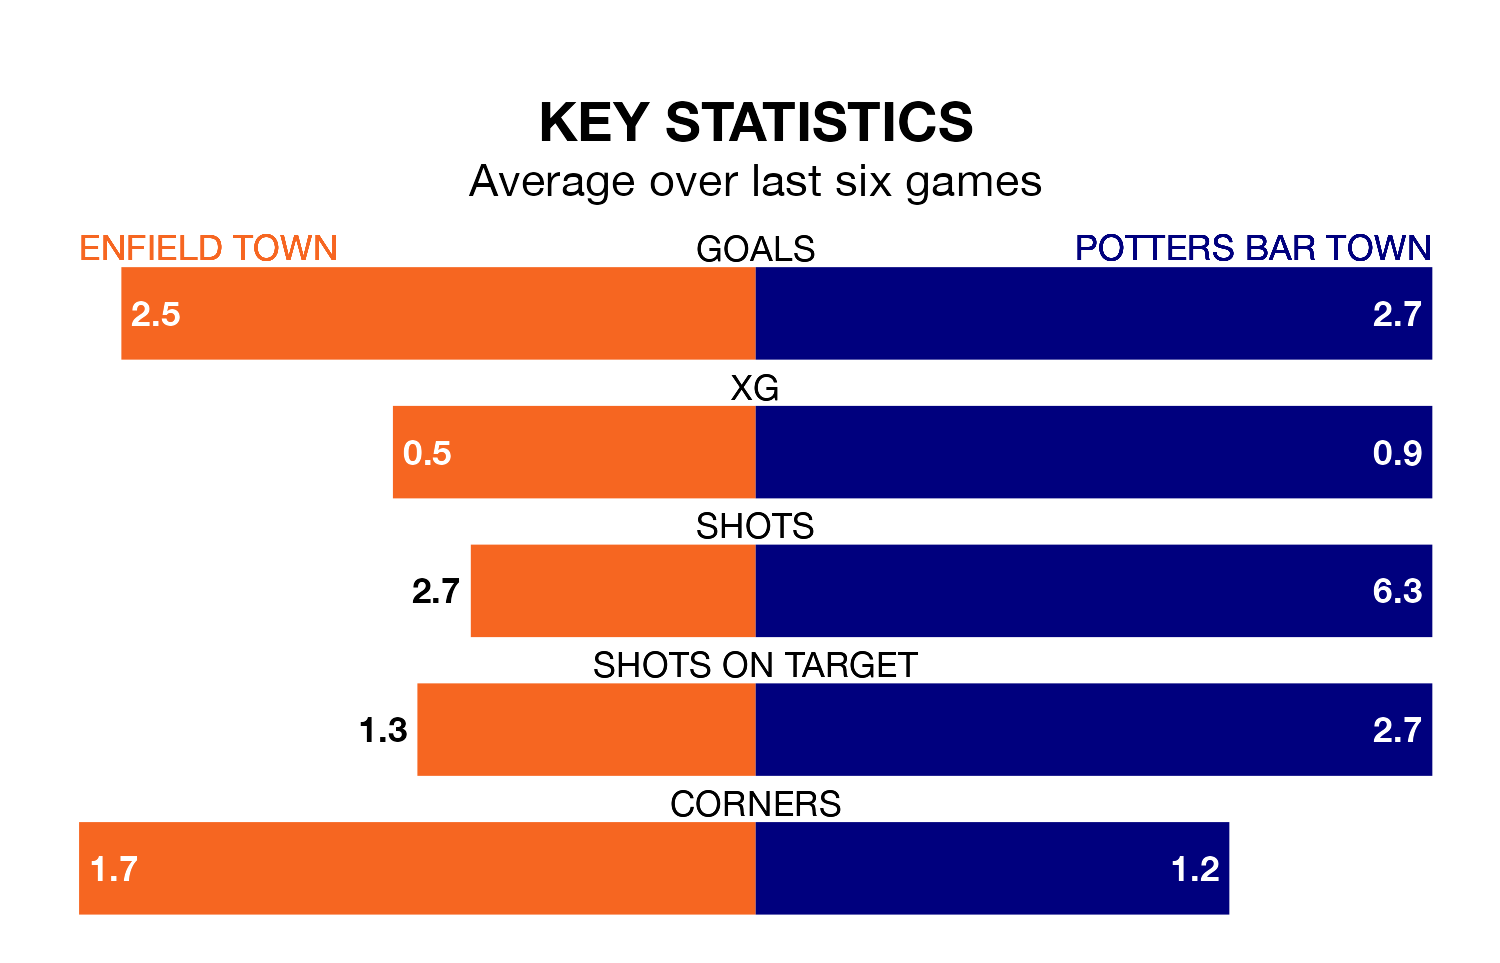 KEY STATISTICS
Average over last six games
ENFIELD TOWN GOALS POTTERS BAR TOWN
2.5 2.7
XG
0.5 0.9
SHOTS
2.7 6.3
SHOTS ON TARGET
1.3 2.7
CORNERS
1.7 1.2